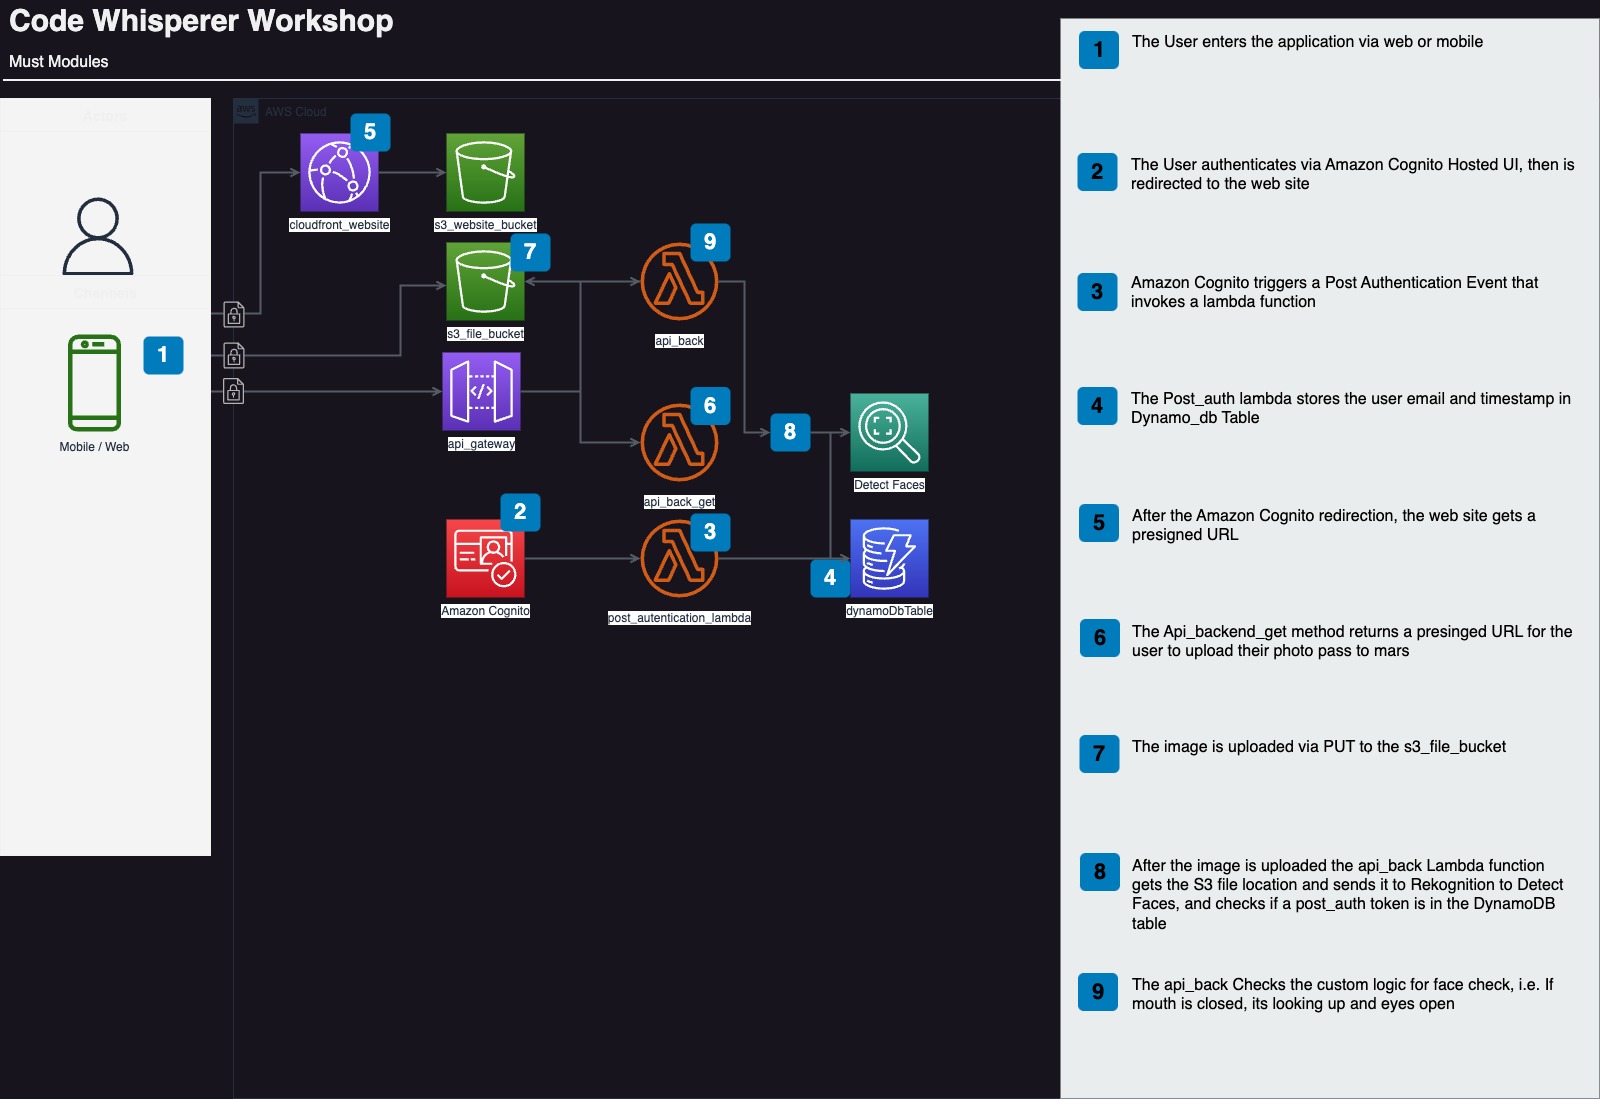 Code Whisperer Workshop
Must Modules
Actors
Channels
1
Mobile / Web
aws
AWS Cloud
5
cloudfront_website
s3_website_bucket
7
s3_file_bucket
9
api_back
</>
api_gateway
6
api_back_get
8
Detect Faces
2
Amazon Cognito
3
post_autentication_lambda
4
dynamoDbTable
1
The User enters the application via web or mobile
2
The User authenticates via Amazon Cognito Hosted UI, then is
redirected to the web site
3
Amazon Cognito triggers a Post Authentication Event that
invokes a lambda function
4
The Post_auth lambda stores the user email and timestamp in
Dynamo_db Table
5
After the Amazon Cognito redirection, the web site gets a
presigned URL
6
The Api_backend_get method returns a presinged URL for the
user to upload their photo pass to mars
7
The image is uploaded via PUT to the s3_file_bucket
8
After the image is uploaded the api_back Lambda function
gets the S3 file location and sends it to Rekognition to Detect
Faces, and checks if a post_auth token is in the DynamoDB
table
9
The api_back Checks the custom logic for face check, i.e. If
mouth is closed, its looking up and eyes open